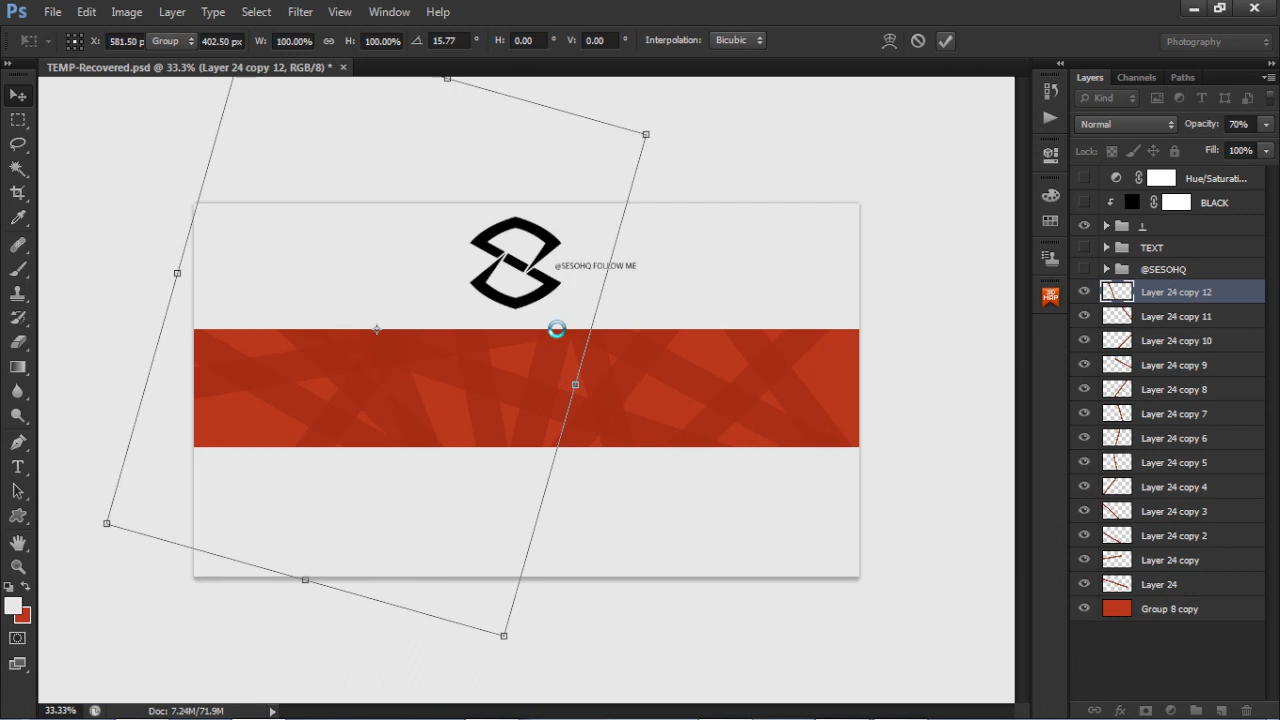 Ps File Edit Image Layer Type Select Filter View Window Help
X: 581.50 p Group 402.50 px W: 100.00% H: 100.00% 15.77 ° H: 0.00 ° V: 0.00 ° Interpolation: Bicubic Photography
TEMP-Recovered.psd @ 33.3% (Layer 24 copy 12, RGB/8) * ×
Layers Channels Paths
Kind
Normal Opacity: 70%
Lock: Fill: 100%
Hue/Saturati...
BLACK
1
TEXT
@SESOHQ
@SESOHQ FOLLOW ME
Layer 24 copy 12
Layer 24 copy 11
Layer 24 copy 10
Layer 24 copy 9
Layer 24 copy 8
Layer 24 copy 7
Layer 24 copy 6
Layer 24 copy 5
Layer 24 copy 4
Layer 24 copy 3
Layer 24 copy 2
Layer 24 copy
Layer 24
Group 8 copy
33.33% Doc: 7.24M/71.9M